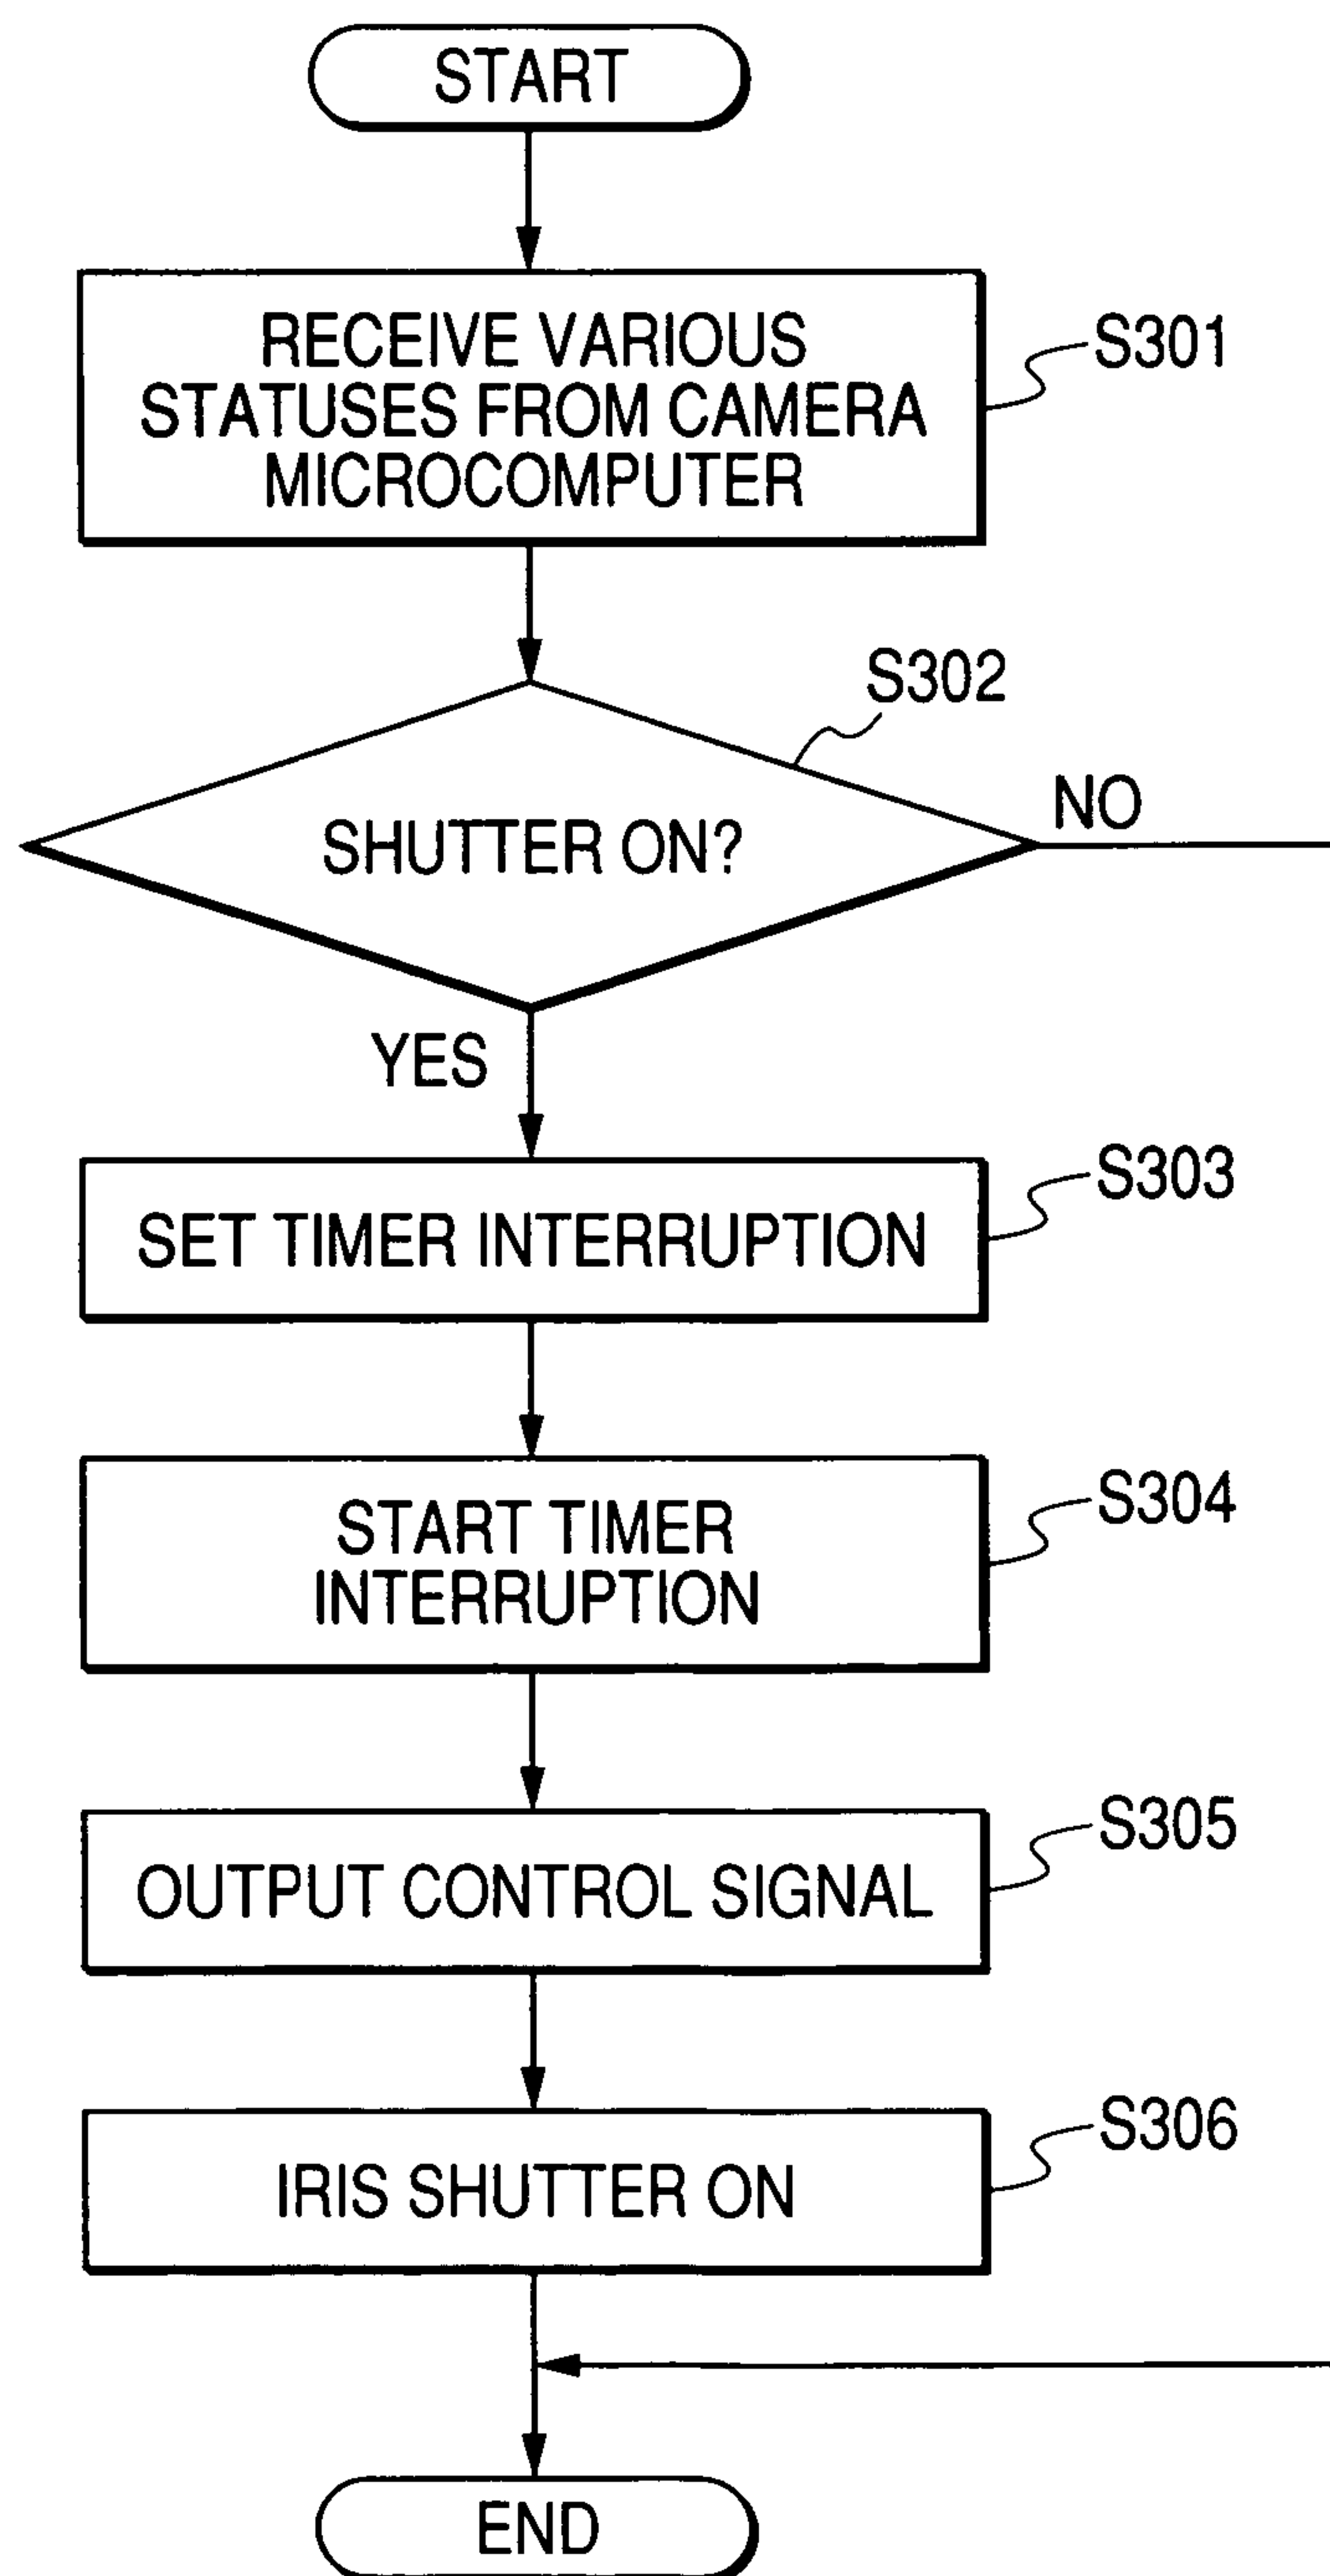 START
RECEIVE VARIOUS
STATUSES FROM CAMERA
MICROCOMPUTER
S301
S302
SHUTTER ON?
NO
YES
SET TIMER INTERRUPTION
S303
START TIMER
INTERRUPTION
S304
OUTPUT CONTROL SIGNAL
S305
IRIS SHUTTER ON
S306
END